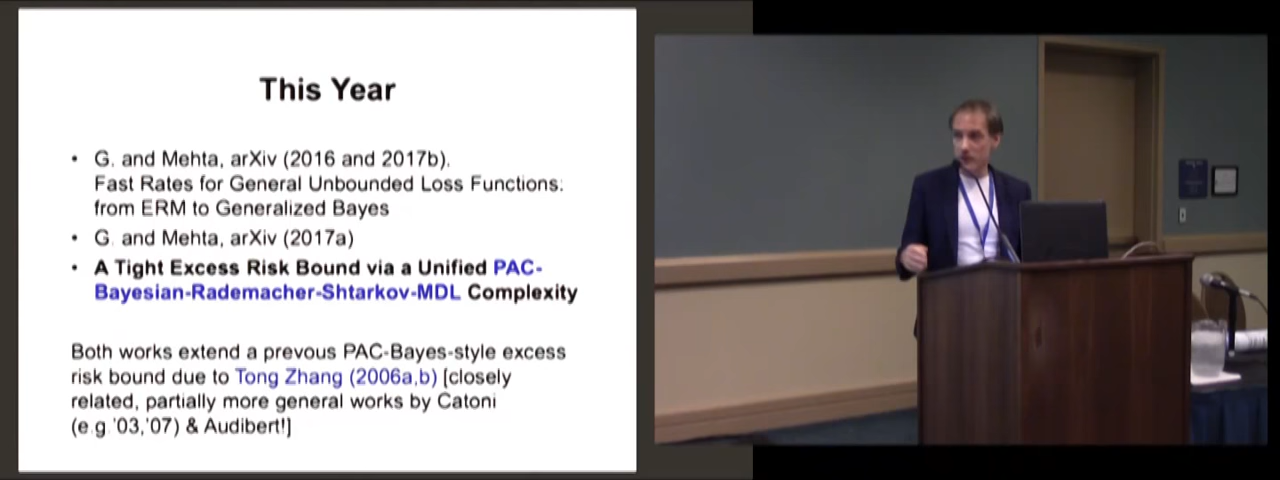 This Year
• G. and Mehta, arXiv (2016 and 2017b).
Fast Rates for General Unbounded Loss Functions:
from ERM to Generalized Bayes
• G. and Mehta, arXiv (2017a)
• A Tight Excess Risk Bound via a Unified PAC-
Bayesian-Rademacher-Shtarkov-MDL Complexity
Both works extend a prevous PAC-Bayes-style excess
risk bound due to Tong Zhang (2006a,b) [closely
related, partially more general works by Catoni
(e.g '03,'07) & Audibert!]